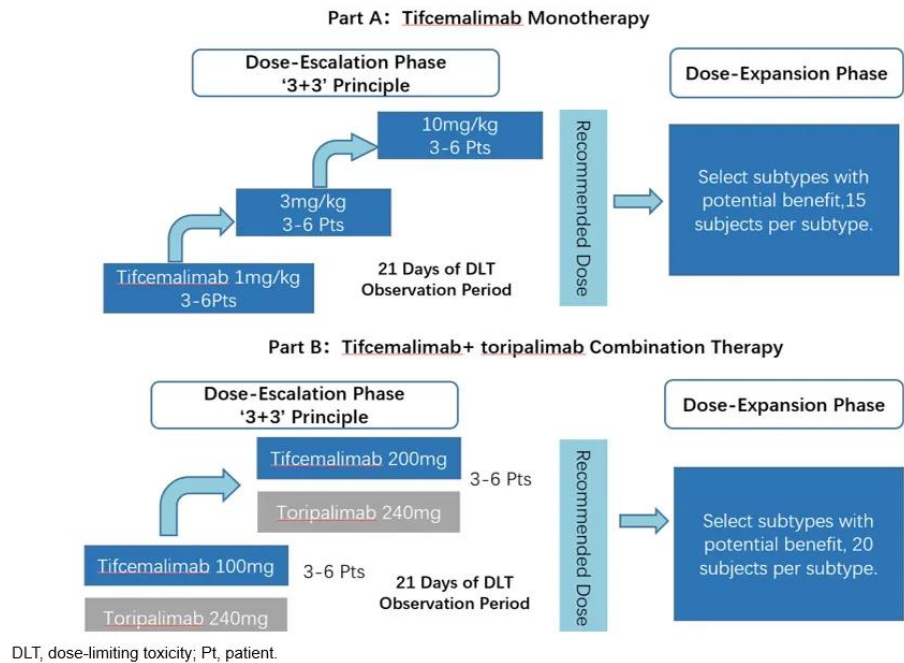 Part A: Tifcemalimab Monotherapy
Dose-Escalation Phase
‘3+3’ Principle
Dose-Expansion Phase
10mg/kg
3-6 Pts
3mg/kg
3-6 Pts
Tifcemalimab 1mg/kg
3-6Pts
21 Days of DLT
Observation Period
Recommended Dose
Select subtypes with
potential benefit,15
subjects per subtype.
Part B: Tifcemalimab+ toripalimab Combination Therapy
Dose-Escalation Phase
‘3+3’ Principle
Dose-Expansion Phase
Tifcemalimab 200mg
Toripalimab 240mg
3-6 Pts
Tifcemalimab 100mg
Toripalimab 240mg
3-6 Pts
21 Days of DLT
Observation Period
Recommended Dose
Select subtypes with
potential benefit, 20
subjects per subtype.
DLT, dose-limiting toxicity; Pt, patient.